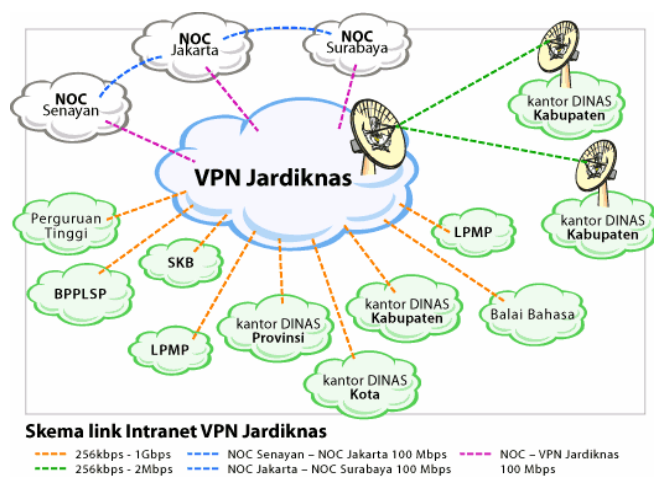 NOC
Jakarta
NOC
Surabaya
NOC
Senayan
kantor DINAS
Kabupaten
VPN Jardiknas
kantor DINAS
Kabupaten
Perguruan
Tinggi
LPMP
SKB
BPPLSP
kantor DINAS
Kabupaten
Balai Bahasa
kantor DINAS
Provinsi
LPMP
kantor DINAS
Kota
Skema link Intranet VPN Jardiknas
256kbps - 1Gbps
NOC Senayan – NOC Jakarta 100 Mbps
NOC – VPN Jardiknas
256kbps - 2Mbps
NOC Jakarta – NOC Surabaya 100 Mbps
100 Mbps